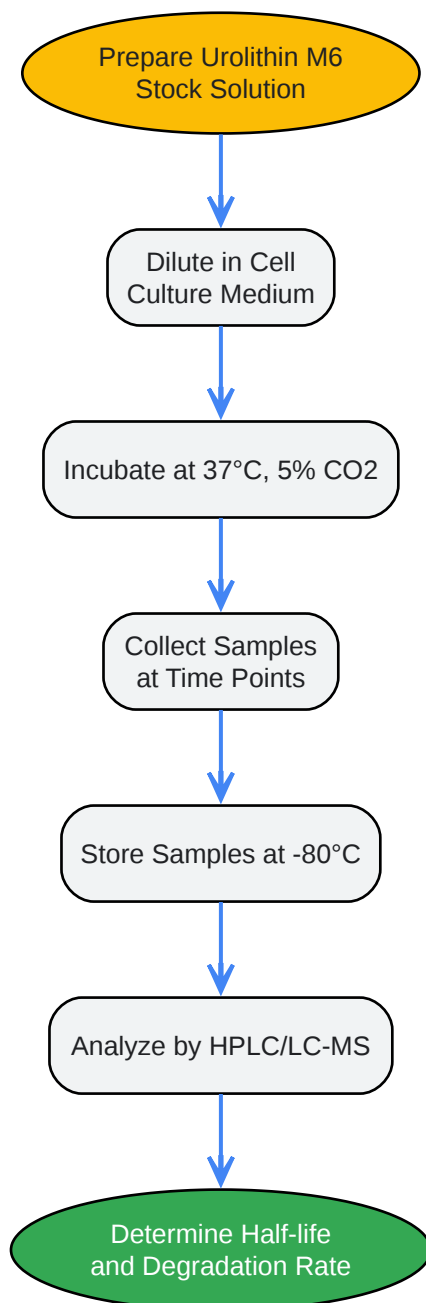 Prepare Urolithin M6
Stock Solution
Dilute in Cell
Culture Medium
Incubate at 37°C, 5% CO2
Collect Samples
at Time Points
Store Samples at -80°C
Analyze by HPLC/LC-MS
Determine Half-life
and Degradation Rate